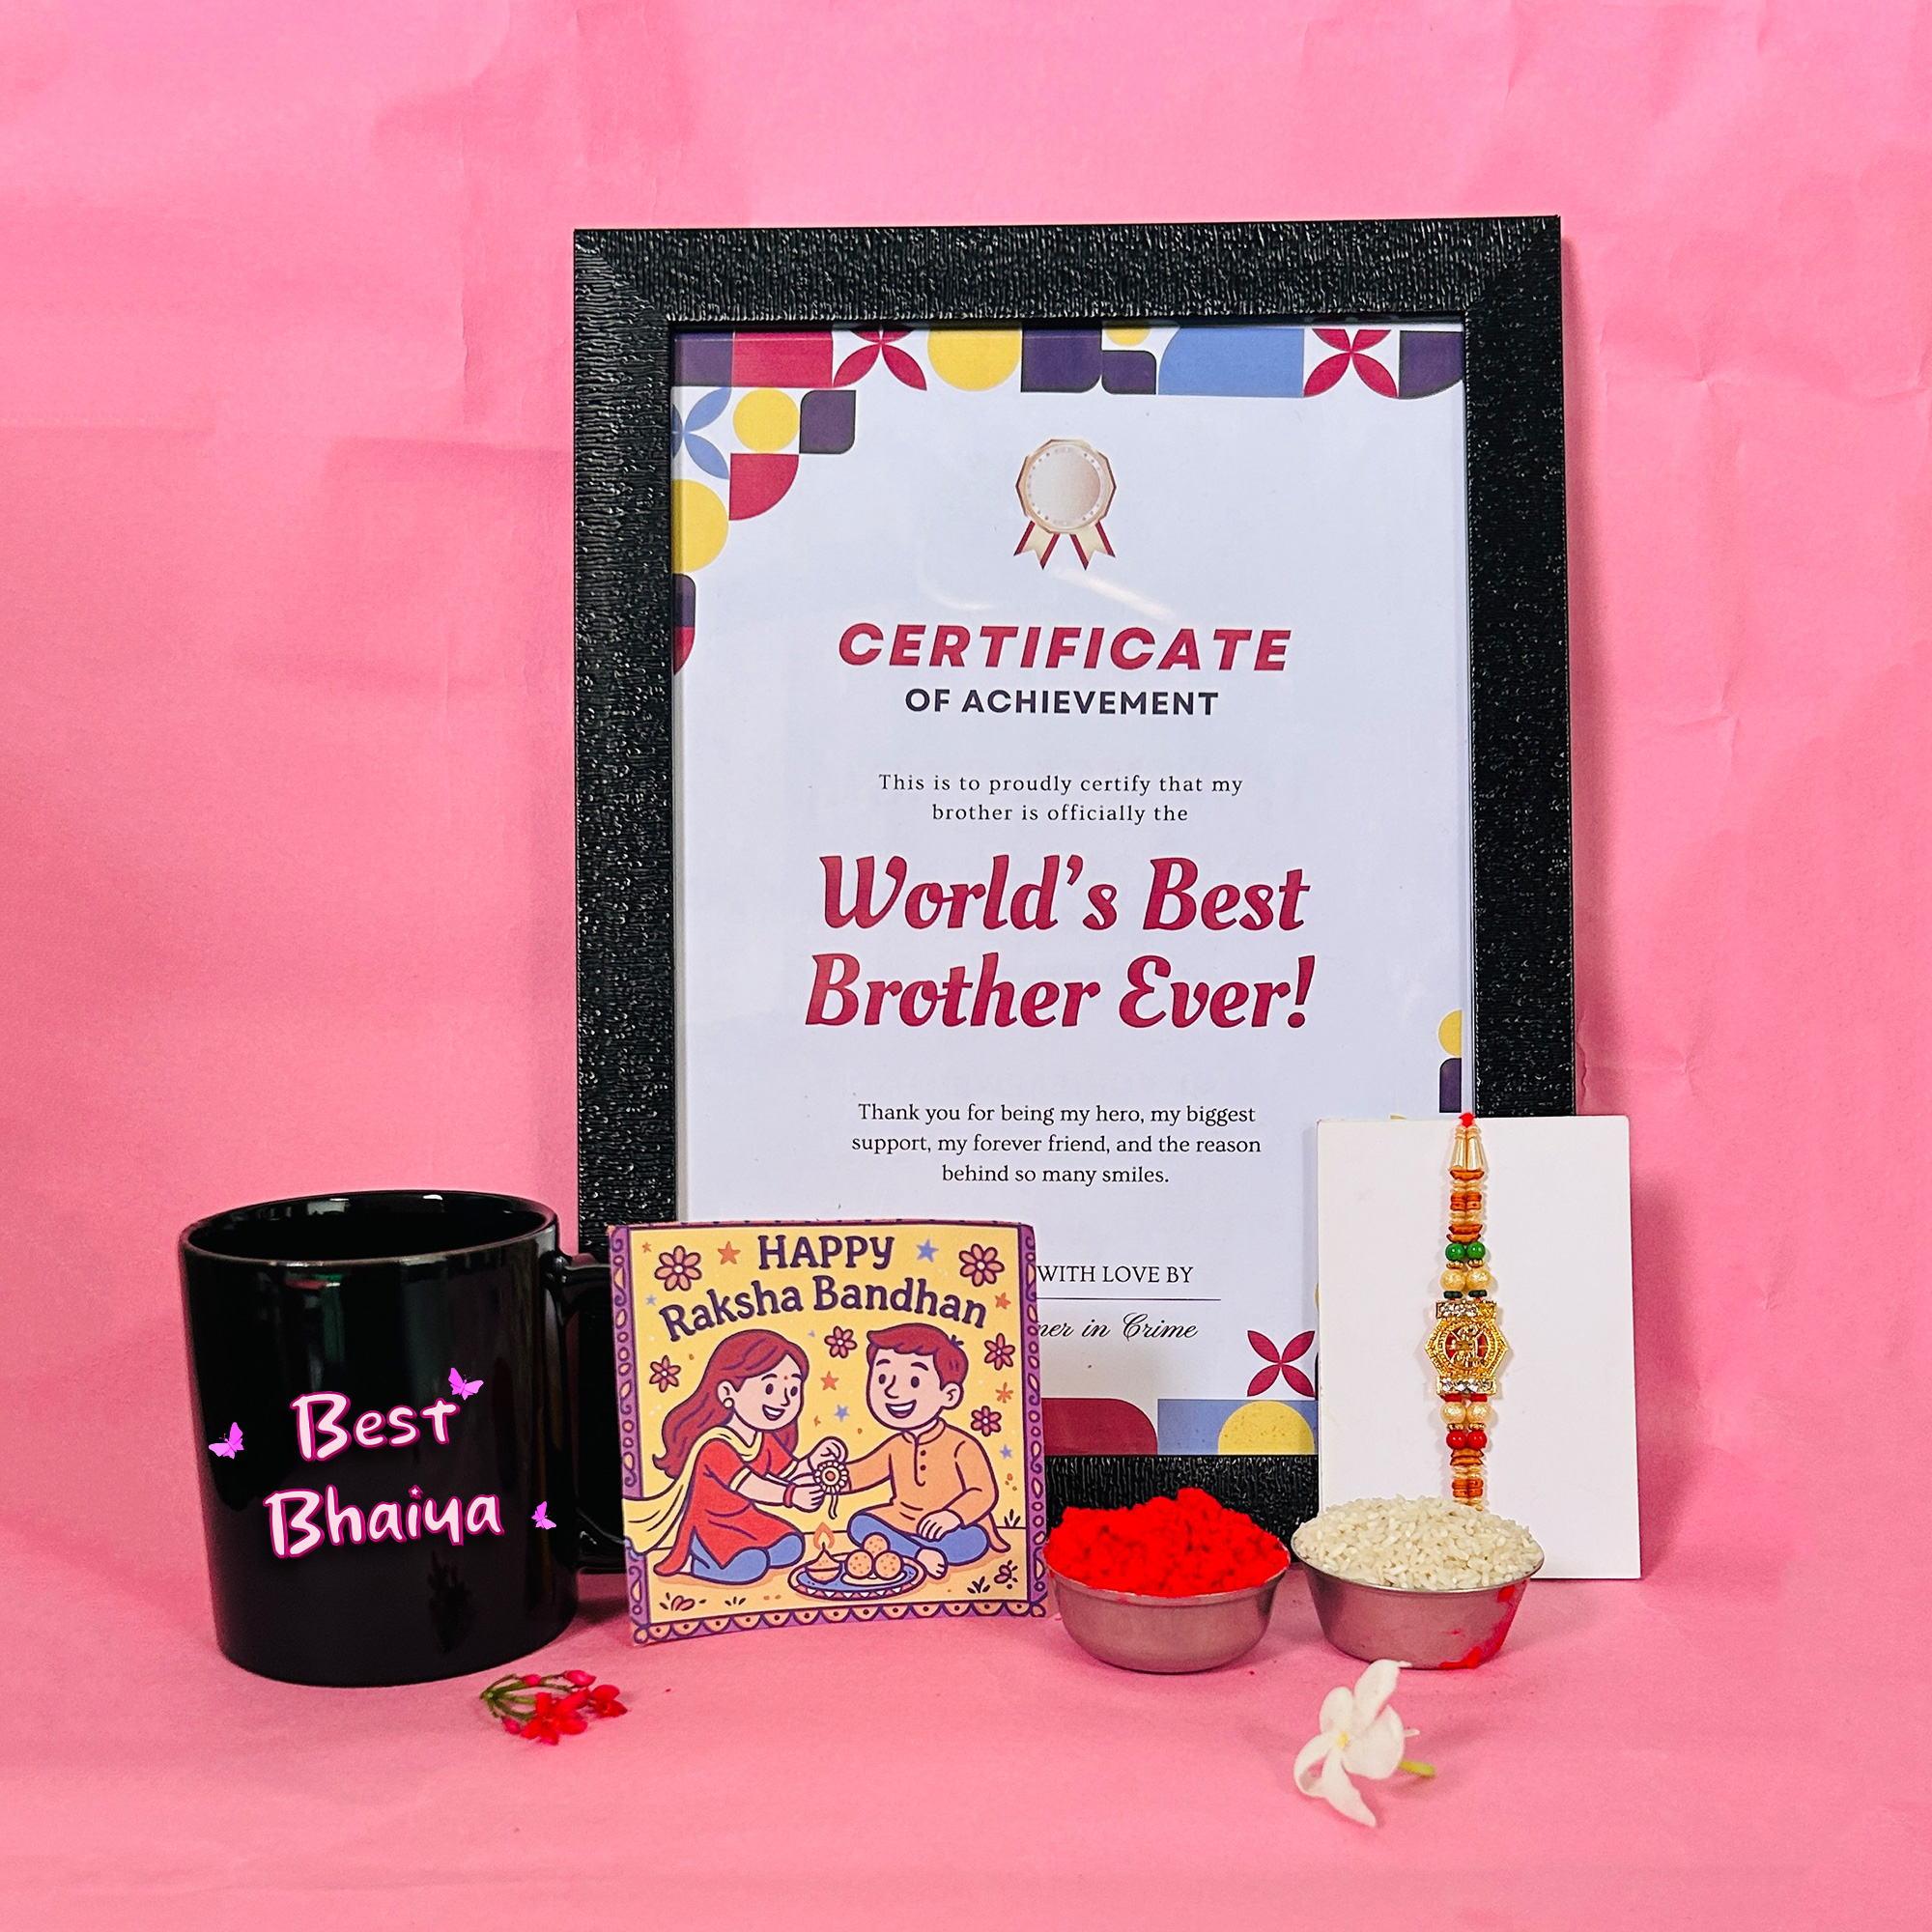 CERTIFICATE
OF ACHIEVEMENT
This is to proudly certify that my
brother is officially the
World's Best
Brother Ever!
Thank you for being my hero, my biggest
support, my forever friend, and the reason
behind so many smiles.
WITH LOVE BY
in Crime
HAPPY
Raksha Bandhan
Best
Bhaiya